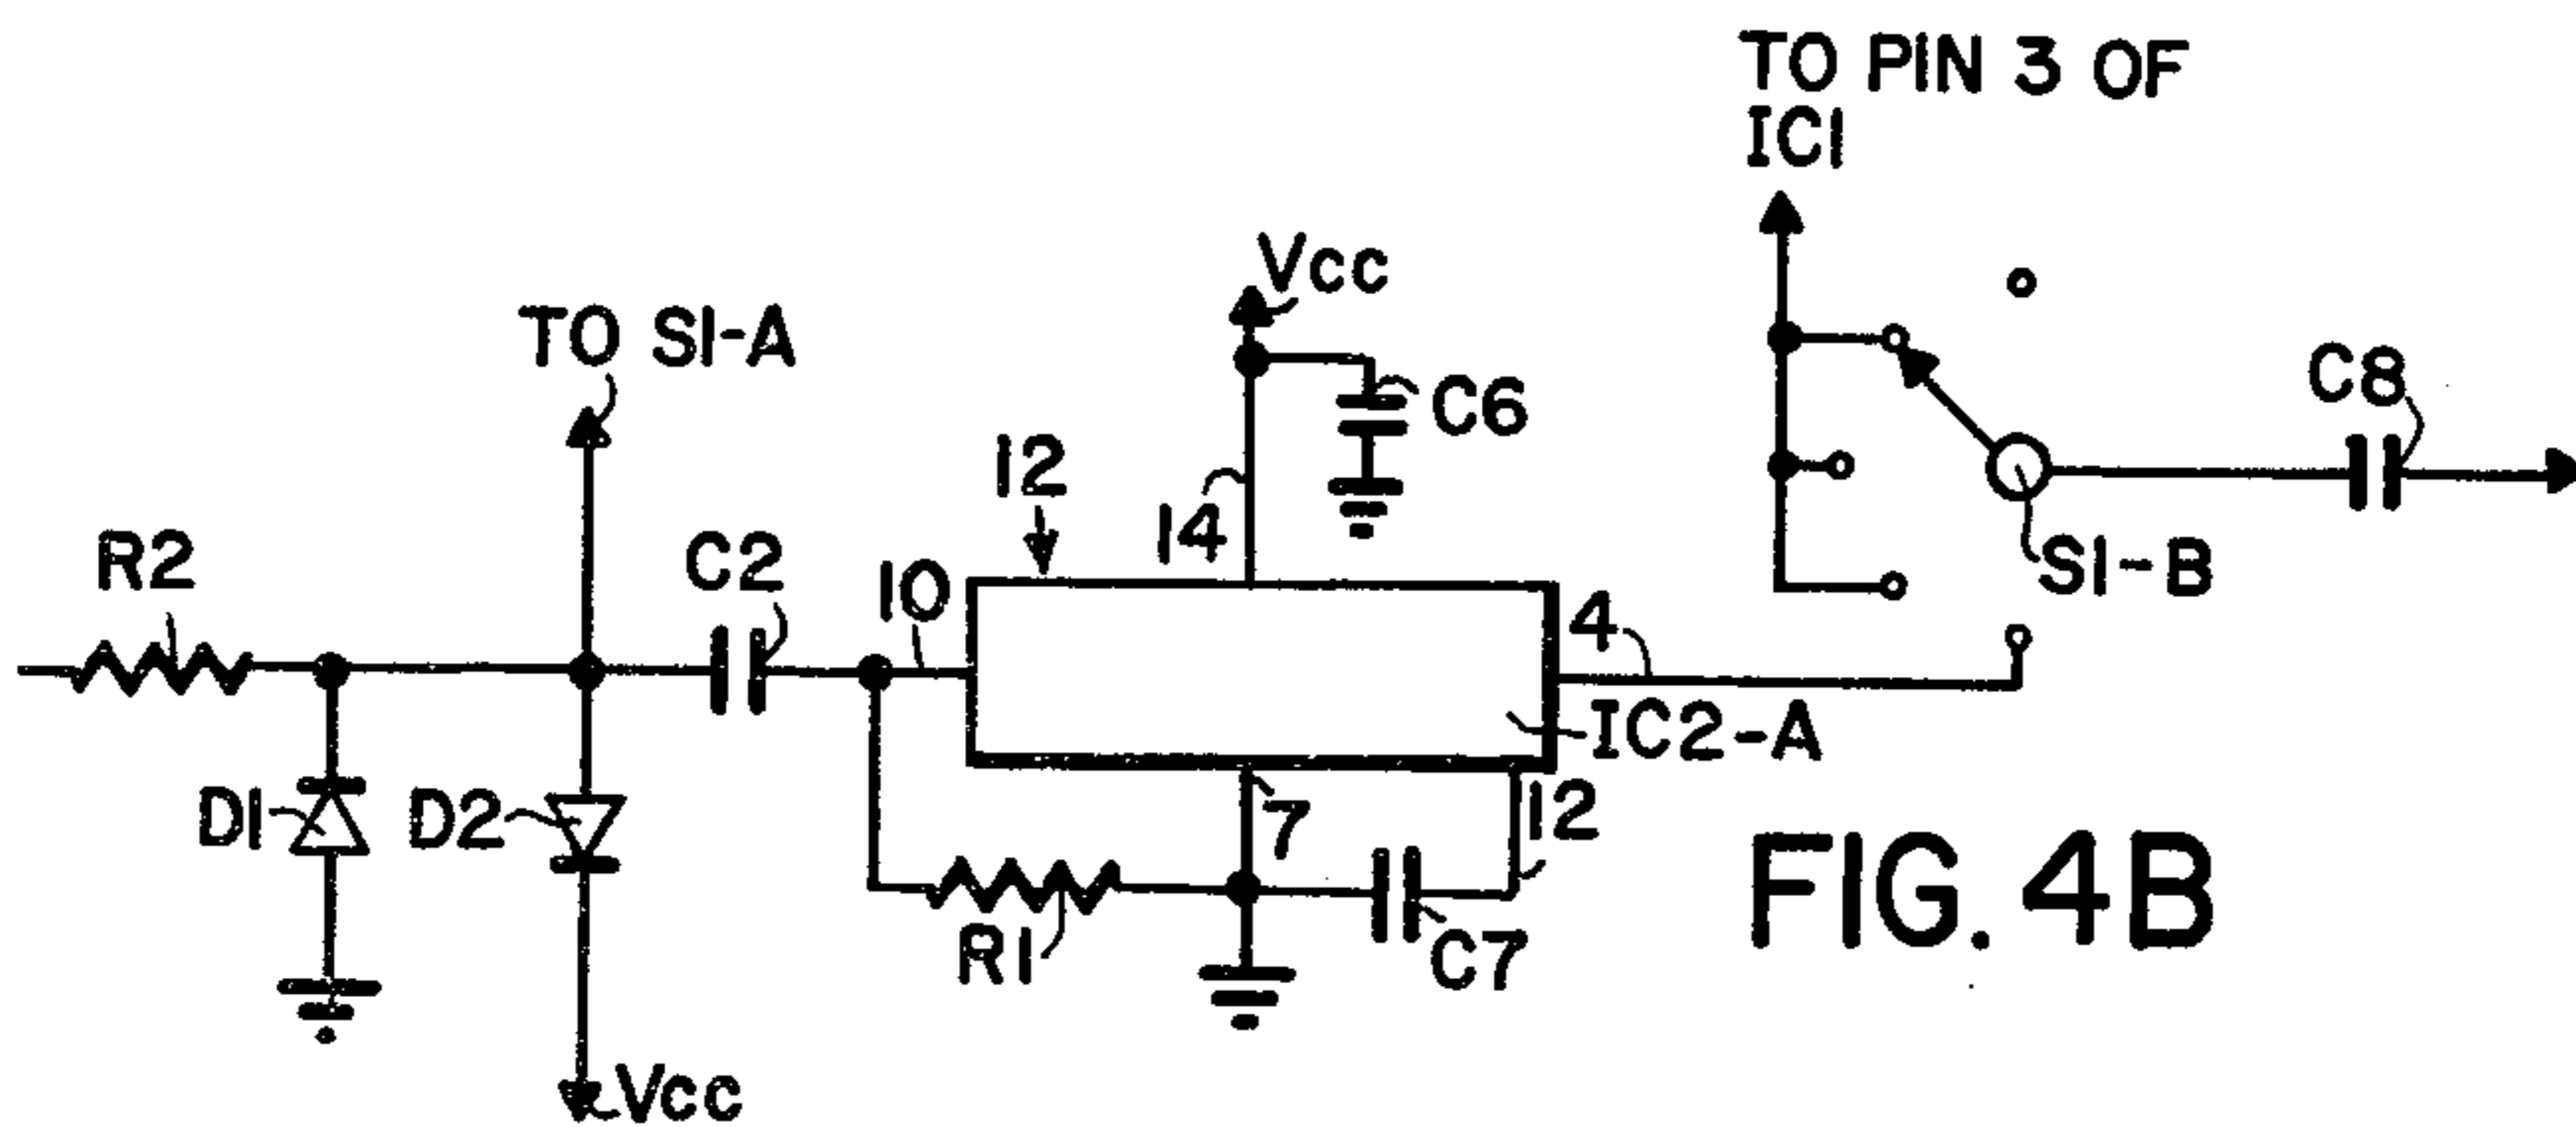 TO PIN 3 OF
IC1
Vcc
TO S1-A
C6
C8
12
14
R2
C2
10
4
S1-B
IC2-A
D1
D2
7
12
R1
C7
FIG. 4B
Vcc